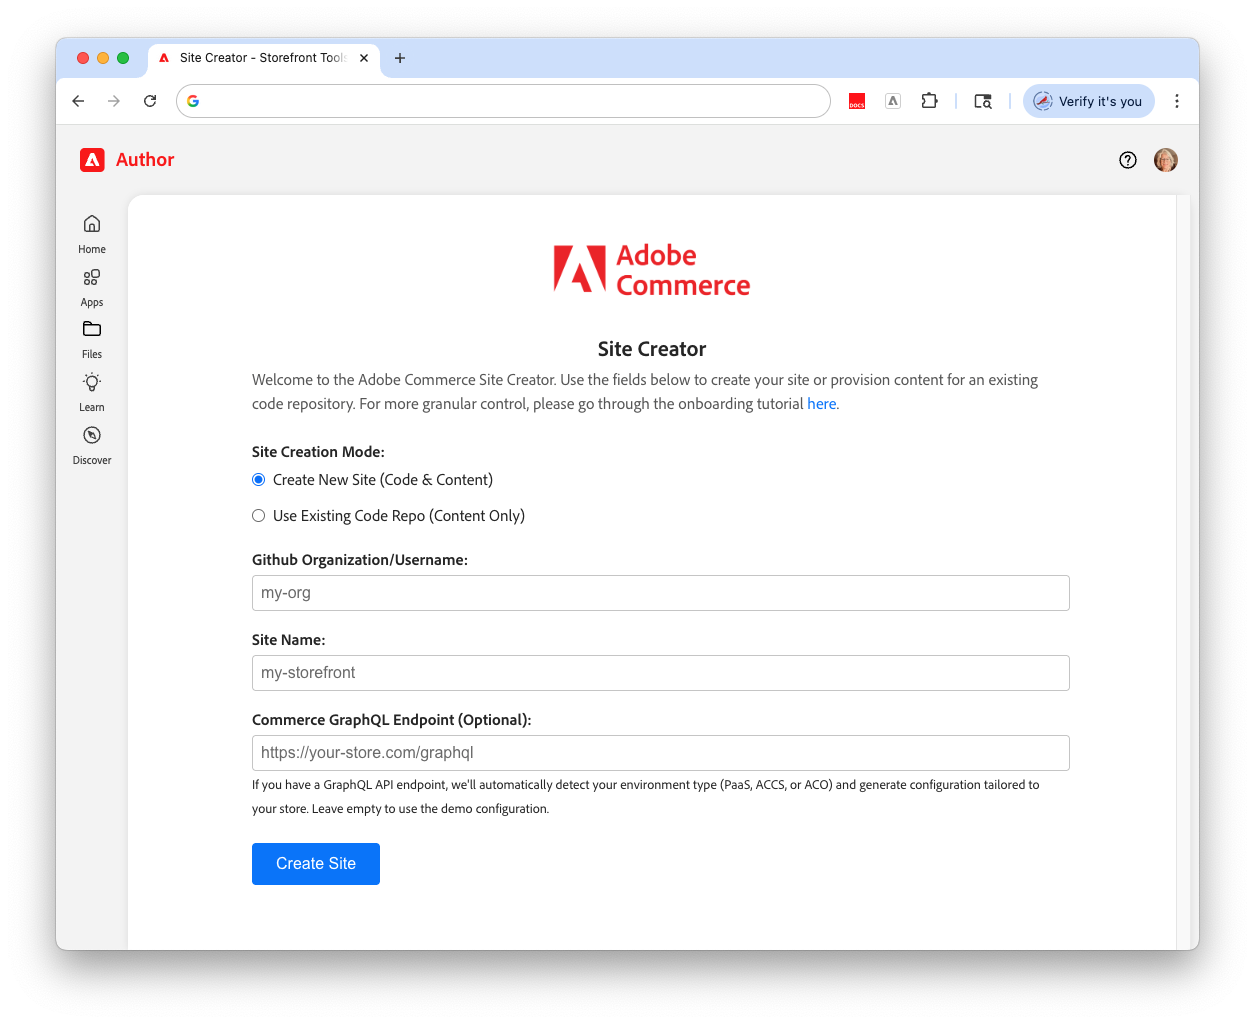 Site Creator - Storefront Tools
Verify it's you
DOCS
Author
Home
Apps
Files
Learn
Discover
Adobe
Commerce
Site Creator
Welcome to the Adobe Commerce Site Creator. Use the fields below to create your site or provision content for an existing
code repository. For more granular control, please go through the onboarding tutorial here.
Site Creation Mode:
Create New Site (Code & Content)
Use Existing Code Repo (Content Only)
Github Organization/Username:
my-org
Site Name:
my-storefront
Commerce GraphQL Endpoint (Optional):
https://your-store.com/graphql
If you have a GraphQL API endpoint, we'll automatically detect your environment type (PaaS, ACCS, or ACO) and generate configuration tailored to
your store. Leave empty to use the demo configuration.
Create Site